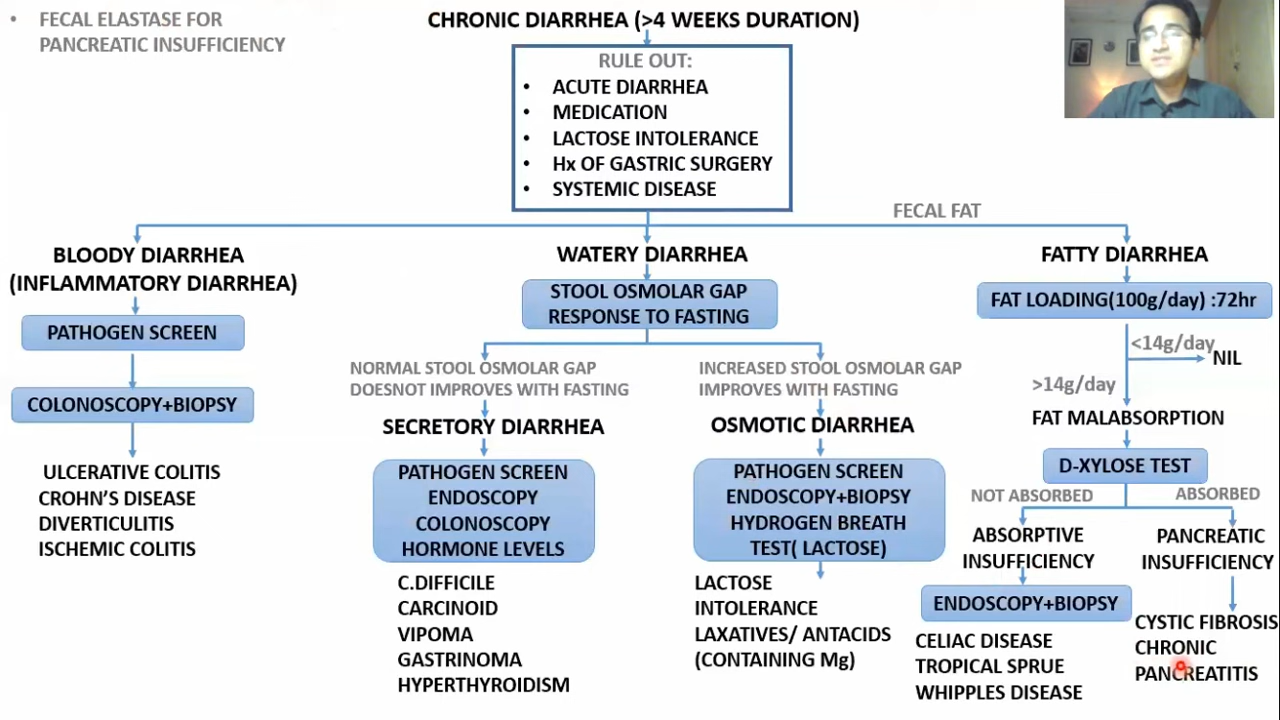 • FECAL ELASTASE FOR
PANCREATIC INSUFFICIENCY
CHRONIC DIARRHEA (>4 WEEKS DURATION)
RULE OUT:
• ACUTE DIARRHEA
• MEDICATION
• LACTOSE INTOLERANCE
• Hx OF GASTRIC SURGERY
• SYSTEMIC DISEASE
FECAL FAT
BLOODY DIARRHEA
(INFLAMMATORY DIARRHEA)
PATHOGEN SCREEN
COLONOSCOPY+BIOPSY
ULCERATIVE COLITIS
CROHN'S DISEASE
DIVERTICULITIS
ISCHEMIC COLITIS
WATERY DIARRHEA
STOOL OSMOLAR GAP
RESPONSE TO FASTING
NORMAL STOOL OSMOLAR GAP
DOESNOT IMPROVES WITH FASTING
SECRETORY DIARRHEA
PATHOGEN SCREEN
ENDOSCOPY
COLONOSCOPY
HORMONE LEVELS
C.DIFFICILE
CARCINOID
VIPOMA
GASTRINOMA
HYPERTHYROIDISM
INCREASED STOOL OSMOLAR GAP
IMPROVES WITH FASTING
OSMOTIC DIARRHEA
PATHOGEN SCREEN
ENDOSCOPY+BIOPSY
HYDROGEN BREATH
TEST( LACTOSE)
LACTOSE
INTOLERANCE
LAXATIVES/ ANTACIDS
(CONTAINING Mg)
FATTY DIARRHEA
FAT LOADING(100g/day) :72hr
<14g/day
NIL
>14g/day
FAT MALABSORPTION
D-XYLOSE TEST
NOT ABSORBED
ABSORPTIVE
INSUFFICIENCY
ENDOSCOPY+BIOPSY
CELIAC DISEASE
TROPICAL SPRUE
WHIPPLES DISEASE
ABSORBED
PANCREATIC
INSUFFICIENCY
CYSTIC FIBROSIS
CHRONIC
PANCREATITIS